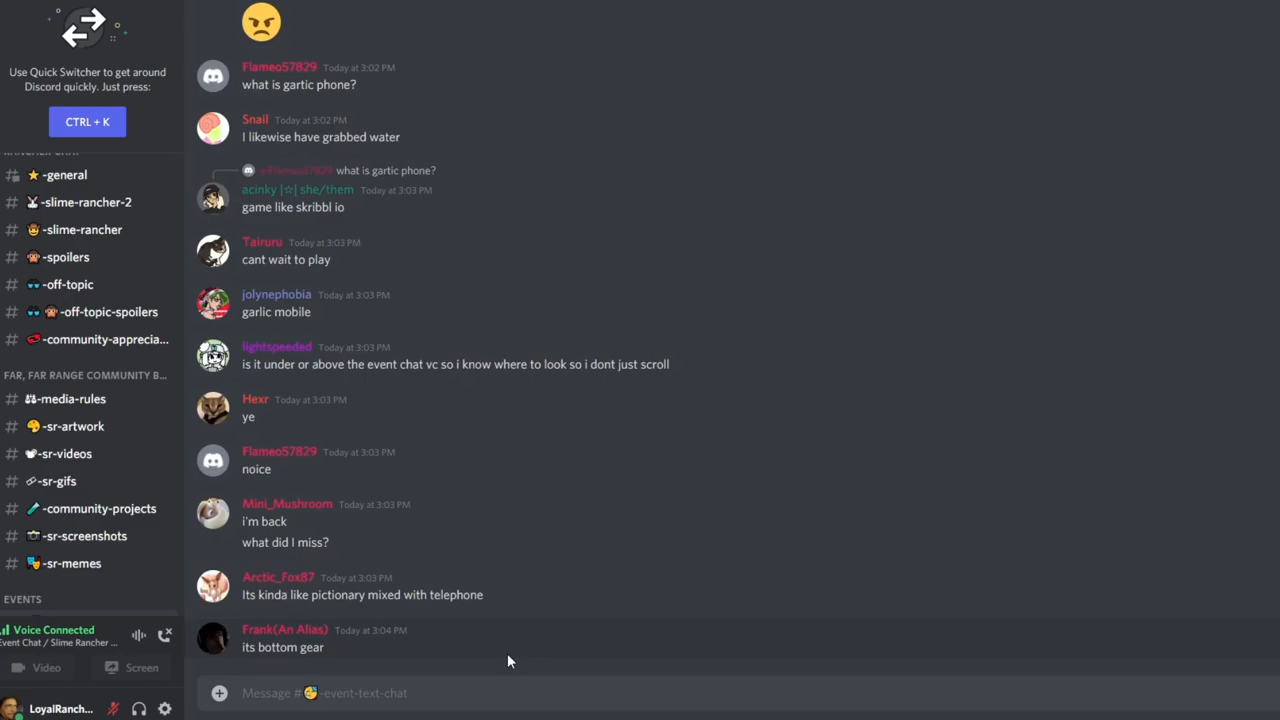 Use Quick Switcher to get around
Discord quickly. Just press:
CTRL + K
-general
-slime-rancher-2
-slime-rancher
-spoilers
-off-topic
-off-topic-spoilers
-community-apprecia...
FAR, FAR RANGE COMMUNITY B...
-media-rules
-sr-artwork
-sr-videos
-sr-gifs
-community-projects
-sr-screenshots
-sr-memes
EVENTS
Voice Connected
Event Chat / Slime Rancher ...
Video
Screen
LoyalRanch...
Flameo57829 Today at 3:02 PM
what is gartic phone?
Snail Today at 3:02 PM
I likewise have grabbed water
@Flameo57829 what is gartic phone?
acinky |☆| she/them Today at 3:03 PM
game like skribbl io
Tairuru Today at 3:03 PM
cant wait to play
jolynephobia Today at 3:03 PM
garlic mobile
lightspeeded Today at 3:03 PM
is it under or above the event chat vc so i know where to look so i dont just scroll
Hexr Today at 3:03 PM
ye
Flameo57829 Today at 3:03 PM
noice
Mini_Mushroom Today at 3:03 PM
i'm back
what did I miss?
Arctic_Fox87 Today at 3:03 PM
Its kinda like pictionary mixed with telephone
Frank(An Alias) Today at 3:04 PM
its bottom gear
Message #-event-text-chat